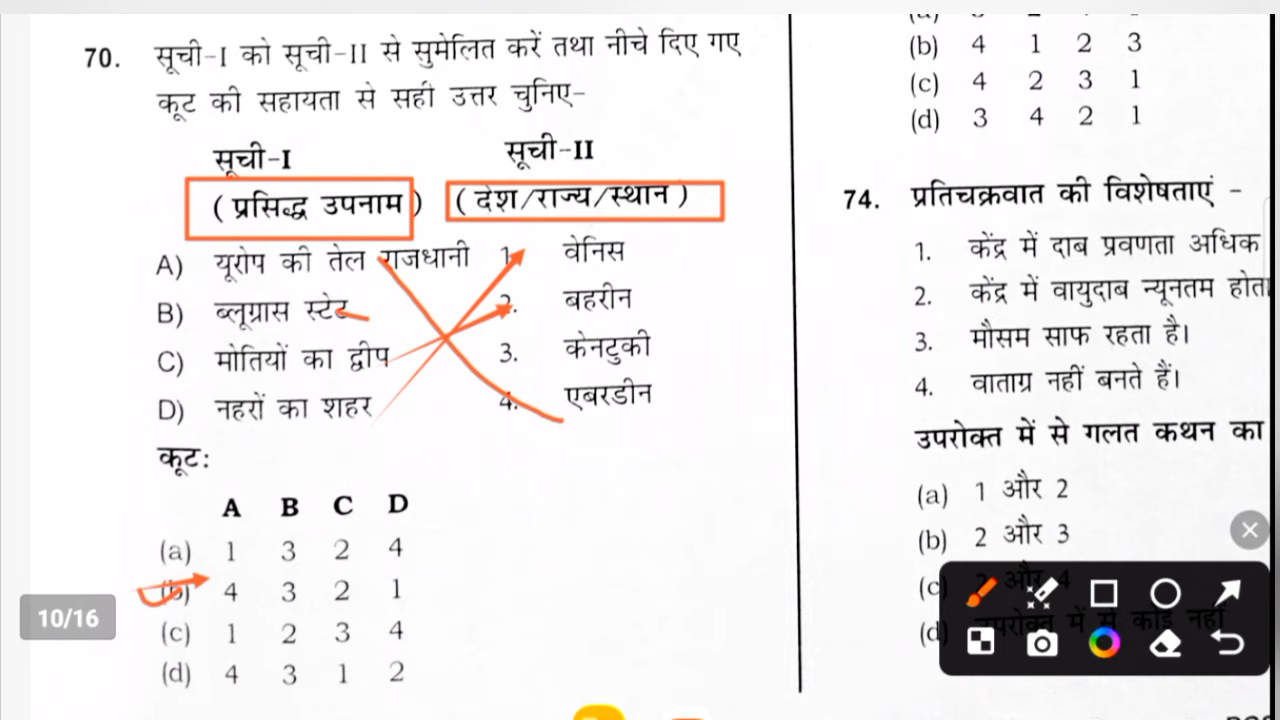 70. सूची-I को सूची-II से सुमेलित करें तथा नीचे दिए गए
कूट की सहायता से सही उत्तर चुनिए-
सूची-I सूची-II
( प्रसिद्ध उपनाम ) ( देश/राज्य/स्थान )
A) यूरोप की तेल राजधानी 1. वेनिस
B) ब्लूग्रास स्टेट 2. बहरीन
C) मोतियों का द्वीप 3. केनटुकी
D) नहरों का शहर 4. एबरडीन
कूट:
A B C D
(a) 1 3 2 4
(b) 4 3 2 1
(c) 1 2 3 4
(d) 4 3 1 2
10/16
(b) 4 1 2 3
(c) 4 2 3 1
(d) 3 4 2 1
74. प्रतिचक्रवात की विशेषताएं -
1. केंद्र में दाब प्रवणता अधिक
2. केंद्र में वायुदाब न्यूनतम होता
3. मौसम साफ रहता है।
4. वाताग्र नहीं बनते हैं।
उपरोक्त में से गलत कथन का
(a) 1 और 2
(b) 2 और 3
(c) और 4
(d) उपरोक्त में से कोई नहीं